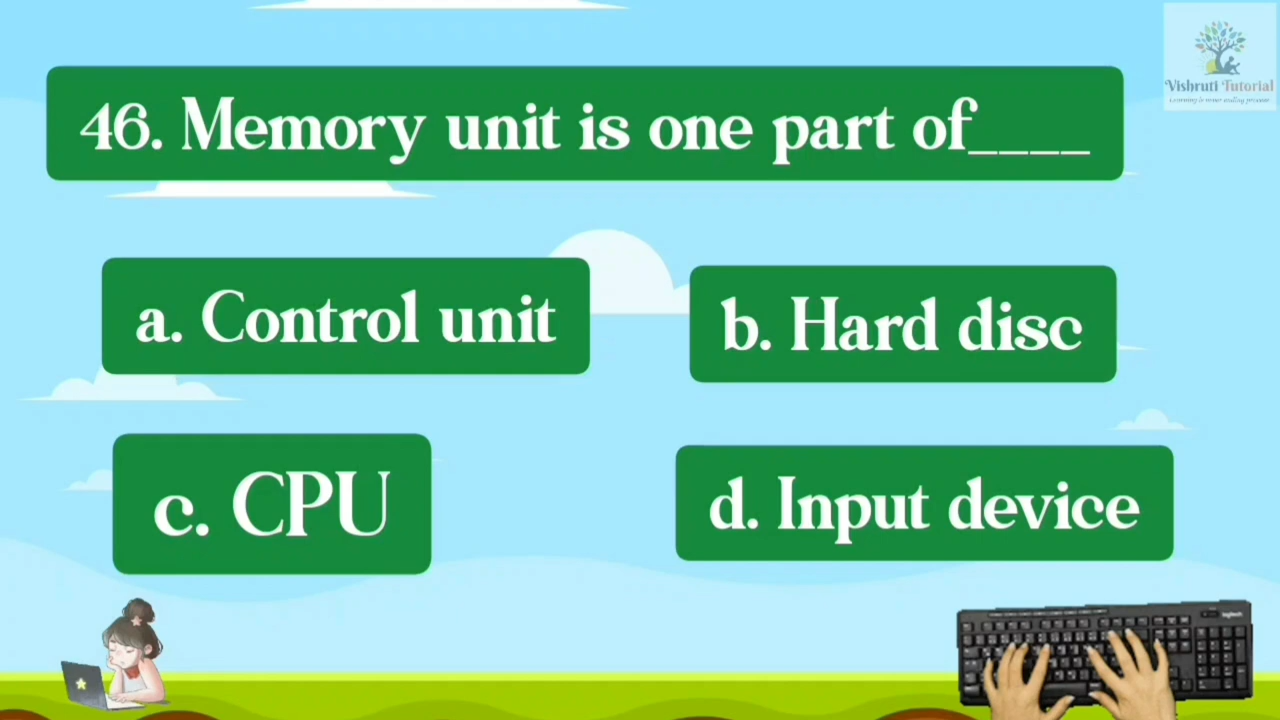 Vishruti Tutorial
46. Memory unit is one part of____
a. Control unit
b. Hard disc
c. CPU
d. Input device